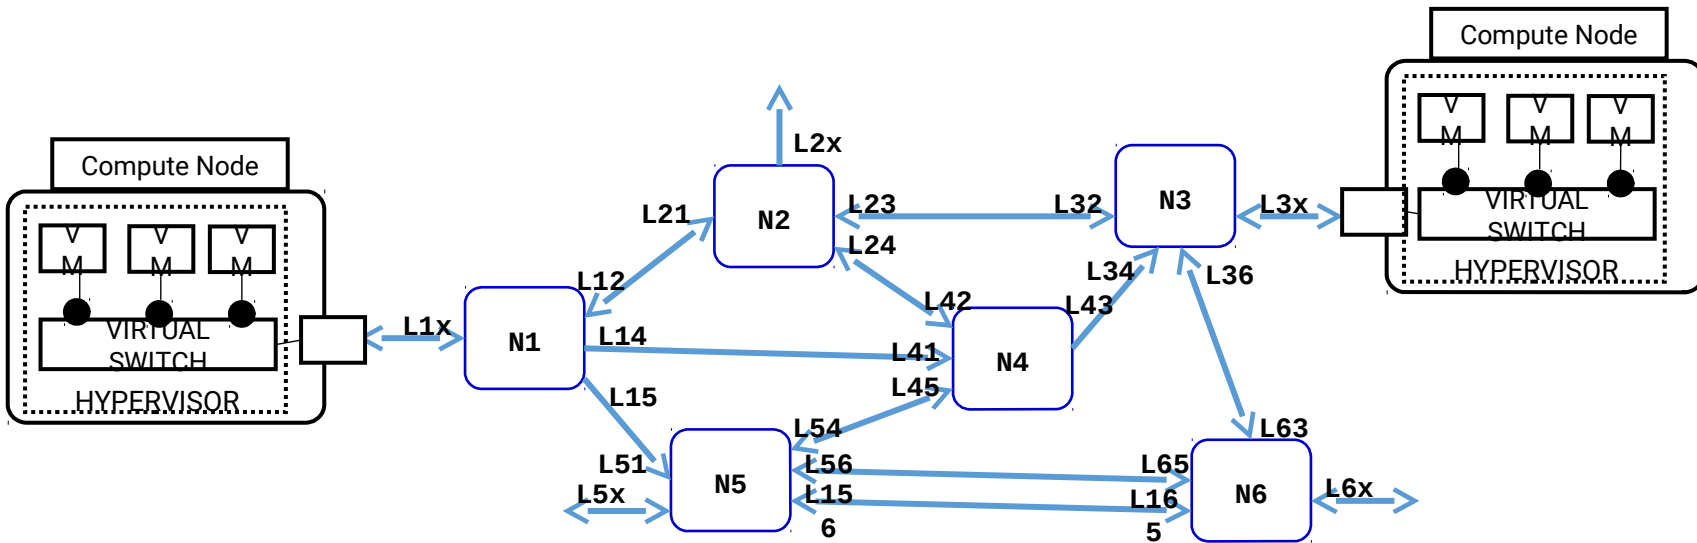 Compute Node
V
M
V
M
V
M
VIRTUAL
SWITCH
HYPERVISOR
Compute Node
V
M
V
M
V
M
VIRTUAL
SWITCH
HYPERVISOR
L1x
N1
L12
L14
L15
L21
L2x
N2
L23
L24
L32
N3
L3x
L34
L36
L42
L43
L41
N4
L45
L51
L5x
N5
L54
L56
L15
6
L63
L65
L16
5
N6
L6x